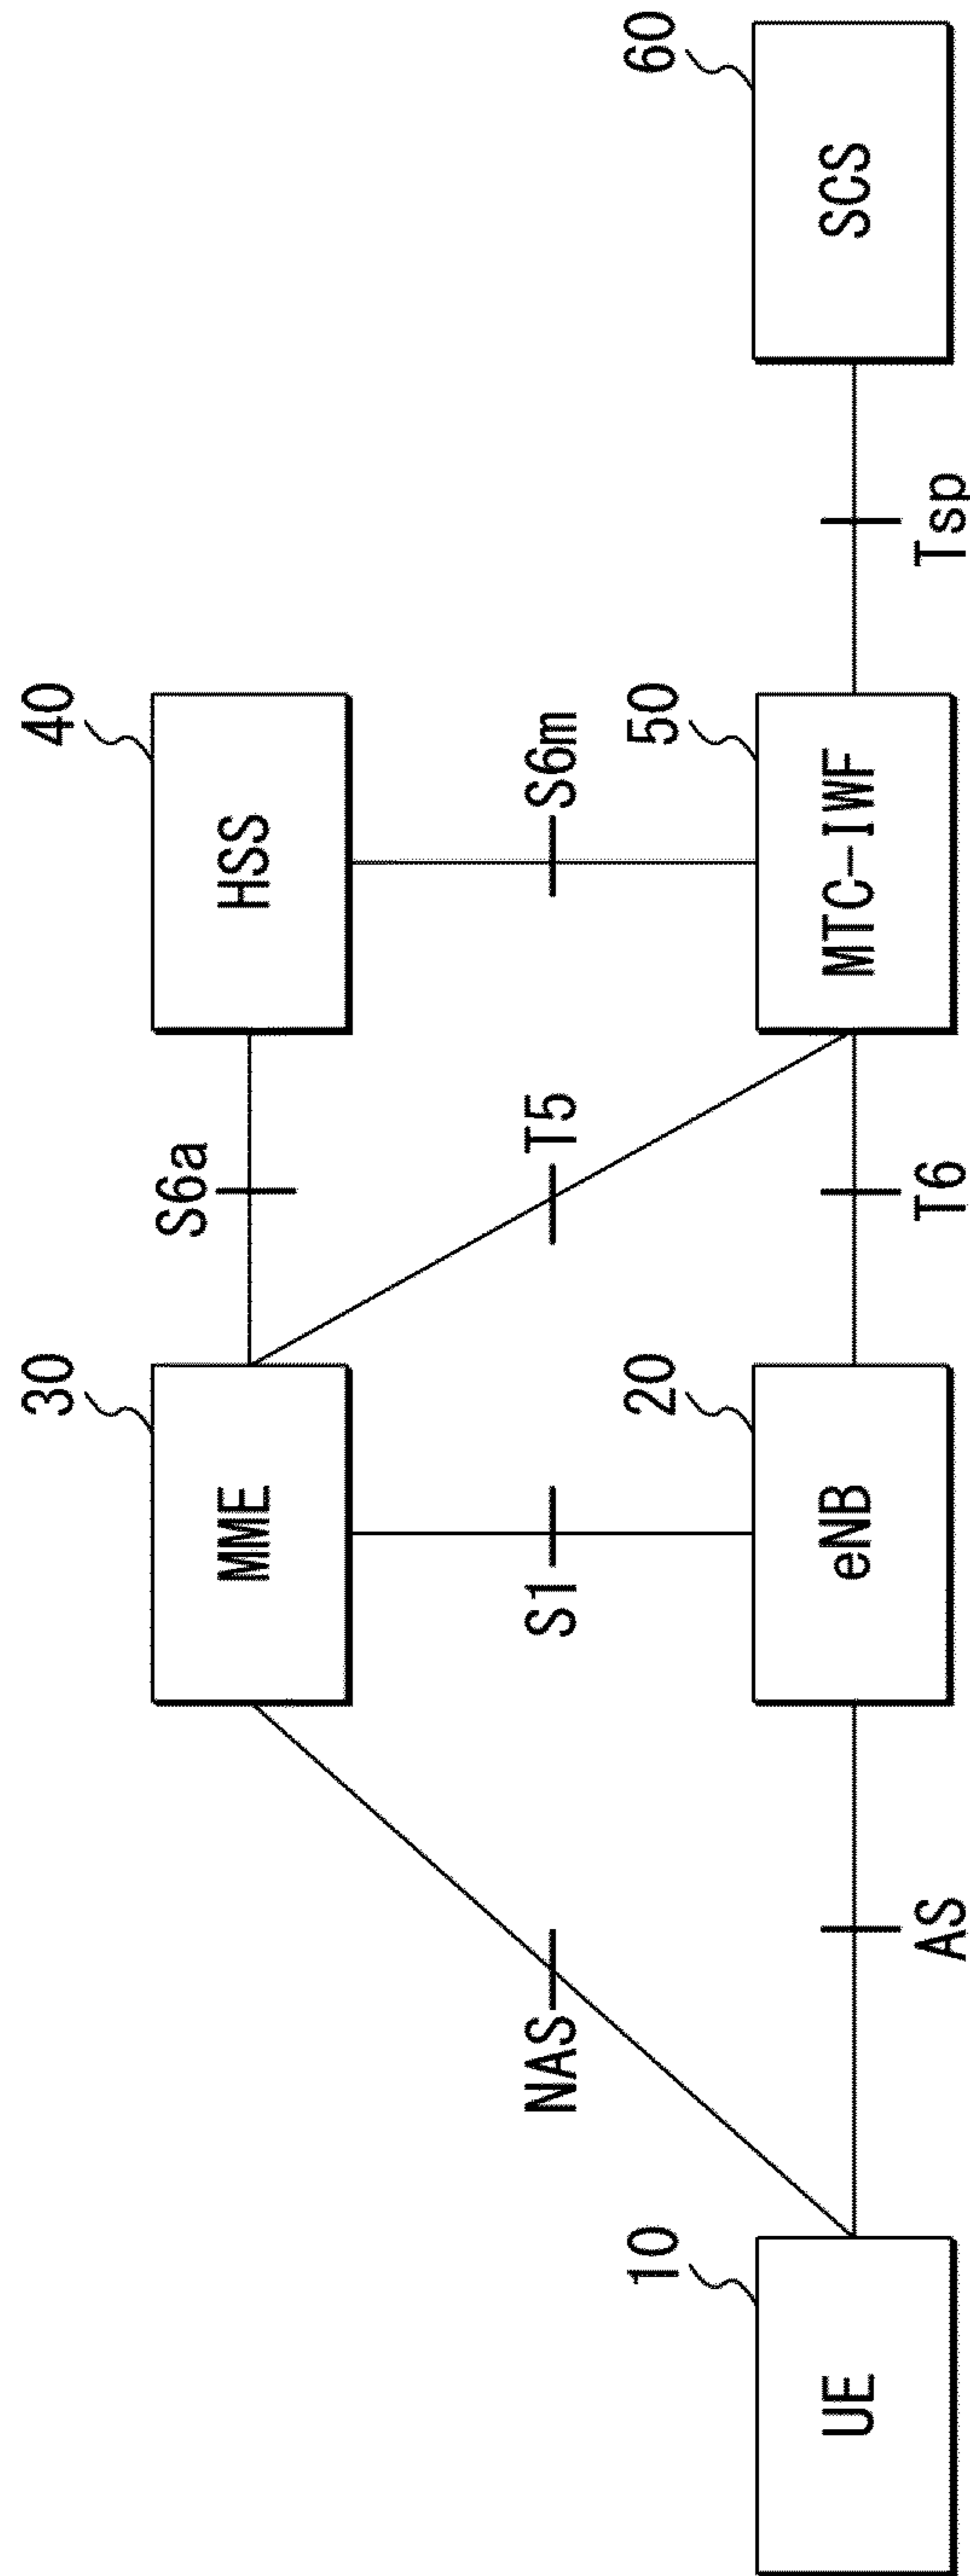 30
40
MME
S6a
HSS
NAS
S1
T5
S6m
10
20
50
60
UE
eNB
MTC-IWF
SCS
AS
T6
Tsp